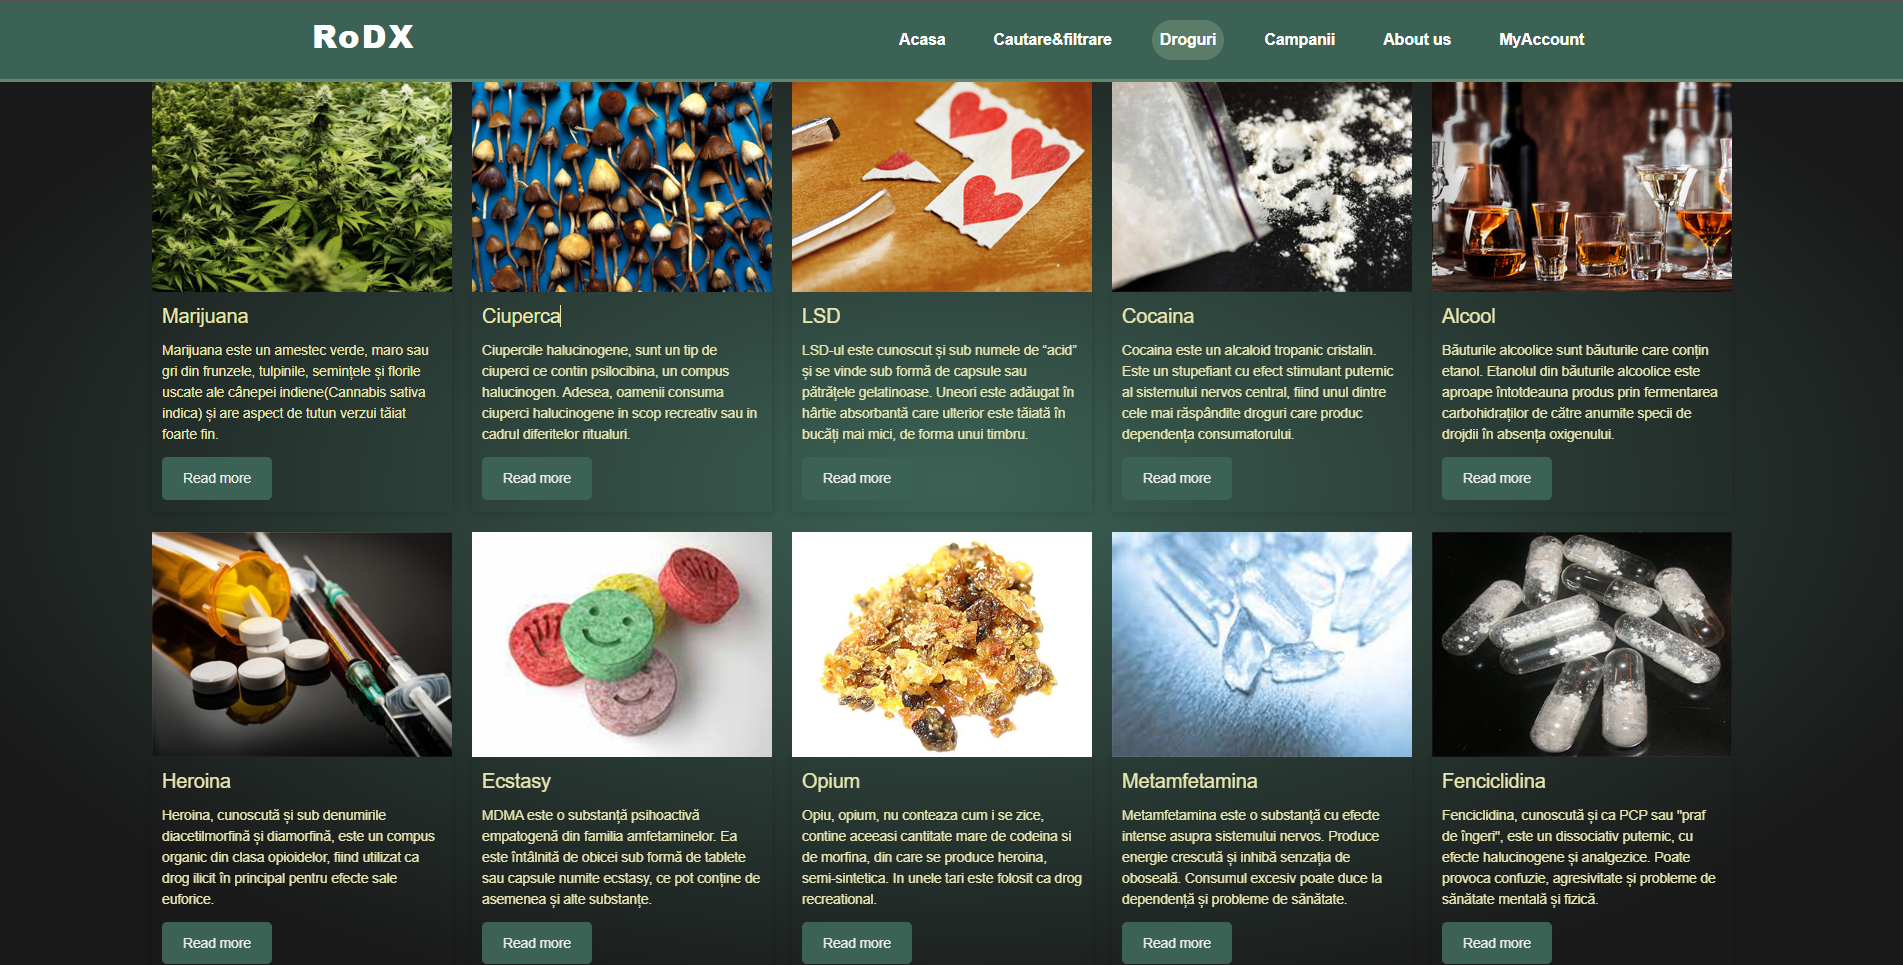 RoDX
Acasa
Cautare&filtrare
Droguri
Campanii
About us
MyAccount
Marijuana
Marijuana este un amestec verde, maro sau
gri din frunzele, tulpinile, semințele și florile
uscate ale cânepei indiene(Cannabis sativa
indica) și are aspect de tutun verzui tăiat
foarte fin.
Read more
Ciuperca
Ciupercile halucinogene, sunt un tip de
ciuperci ce contin psilocibina, un compus
halucinogen. Adesea, oamenii consuma
ciuperci halucinogene in scop recreativ sau in
cadrul diferitelor ritualuri.
Read more
LSD
LSD-ul este cunoscut și sub numele de “acid”
și se vinde sub formă de capsule sau
pătrățele gelatinoase. Uneori este adăugat în
hârtie absorbantă care ulterior este tăiată în
bucăți mai mici, de forma unui timbru.
Read more
Cocaina
Cocaina este un alcaloid tropanic cristalin.
Este un stupefiant cu efect stimulant puternic
al sistemului nervos central, fiind unul dintre
cele mai răspândite droguri care produc
dependența consumatorului.
Read more
Alcool
Băuturile alcoolice sunt băuturile care conțin
etanol. Etanolul din băuturile alcoolice este
aproape întotdeauna produs prin fermentarea
carbohidraților de către anumite specii de
drojdii în absența oxigenului.
Read more
Heroina
Heroina, cunoscută și sub denumirile
diacetilmorfină și diamorfină, este un compus
organic din clasa opioidelor, fiind utilizat ca
drog ilicit în principal pentru efecte sale
euforice.
Read more
Ecstasy
MDMA este o substanță psihoactivă
empatogenă din familia amfetaminelor. Ea
este întâlnită de obicei sub formă de tablete
sau capsule numite ecstasy, ce pot conține de
asemenea și alte substanțe.
Read more
Opium
Opiu, opium, nu conteaza cum i se zice,
contine aceeasi cantitate mare de codeina si
de morfina, din care se produce heroina,
semi-sintetica. In unele tari este folosit ca drog
recreational.
Read more
Metamfetamina
Metamfetamina este o substanță cu efecte
intense asupra sistemului nervos. Produce
energie crescută și inhibă senzația de
oboseală. Consumul excesiv poate duce la
dependență și probleme de sănătate.
Read more
Fenciclidina
Fenciclidina, cunoscută și ca PCP sau "praf
de îngeri", este un dissociativ puternic, cu
efecte halucinogene și analgezice. Poate
provoca confuzie, agresivitate și probleme de
sănătate mentală și fizică.
Read more